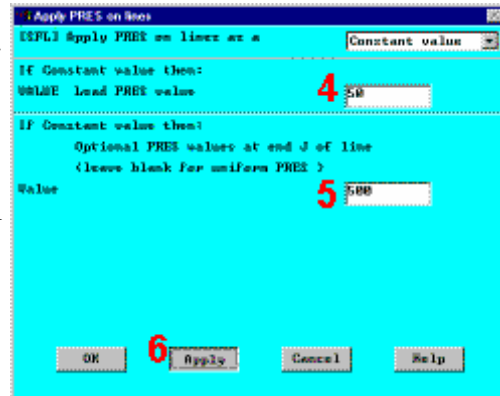 Apply PRES on lines
[SFL] Apply PRES on lines as a Constant value
If Constant value then:
VALUE Load PRES value 4 50
If Constant value then:
Optional PRES values at end J of line
(leave blank for uniform PRES )
Value 5 500
OK 6 Apply Cancel Help